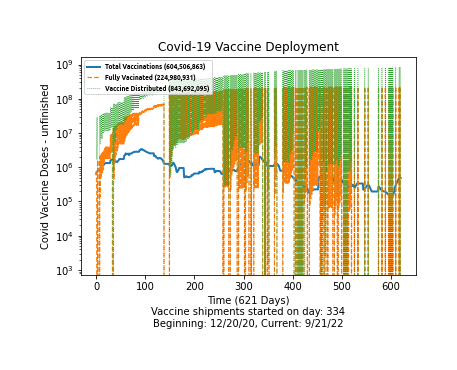 Covid-19 Vaccine Deployment
Total Vaccinations (604,506,863)
Fully Vacinated (224,980,931)
Vaccine Distributed (843,692,095)
Covid Vaccine Doses - unfinished
10⁹
10⁸
10⁷
10⁶
10⁵
10⁴
10³
0 100 200 300 400 500 600
Time (621 Days)
Vaccine shipments started on day: 334
Beginning: 12/20/20, Current: 9/21/22